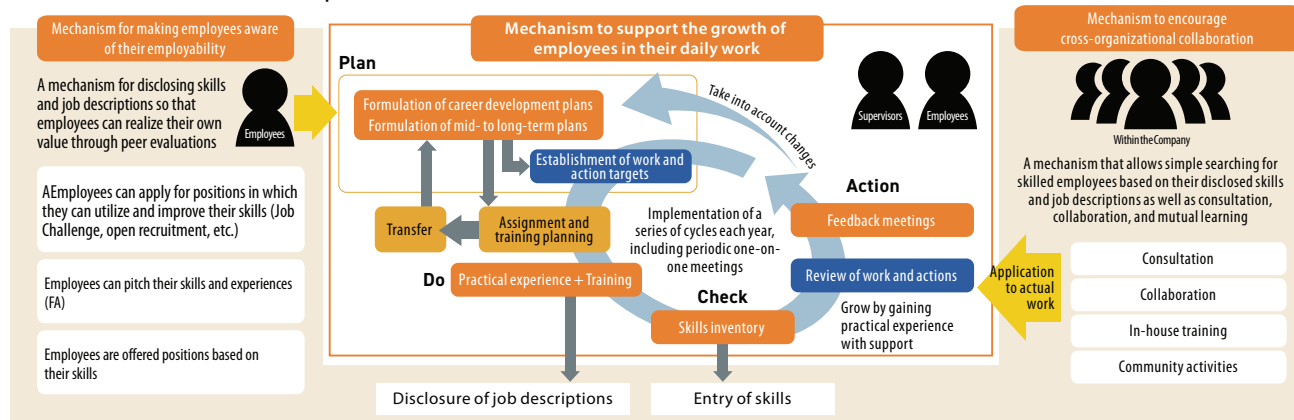 Mechanism for making employees aware
of their employability
A mechanism for disclosing skills
and job descriptions so that
employees can realize their own
value through peer evaluations
Employees
AEmployees can apply for positions in which
they can utilize and improve their skills (Job
Challenge, open recruitment, etc.)
Employees can pitch their skills and experiences
(FA)
Employees are offered positions based on
their skills
Mechanism to support the growth of
employees in their daily work
Plan
Formulation of career development plans
Formulation of mid- to long-term plans
Establishment of work and
action targets
Transfer
Assignment and
training planning
Do
Practical experience + Training
Take into account changes
Supervisors
Employees
Implementation of a
series of cycles each year,
including periodic one-on-
one meetings
Action
Feedback meetings
Review of work and actions
Check
Skills inventory
Grow by gaining
practical experience
with support
Disclosure of job descriptions
Entry of skills
Mechanism to encourage
cross-organizational collaboration
Within the Company
A mechanism that allows simple searching for
skilled employees based on their disclosed skills
and job descriptions as well as consultation,
collaboration, and mutual learning
Application
to actual
work
Consultation
Collaboration
In-house training
Community activities